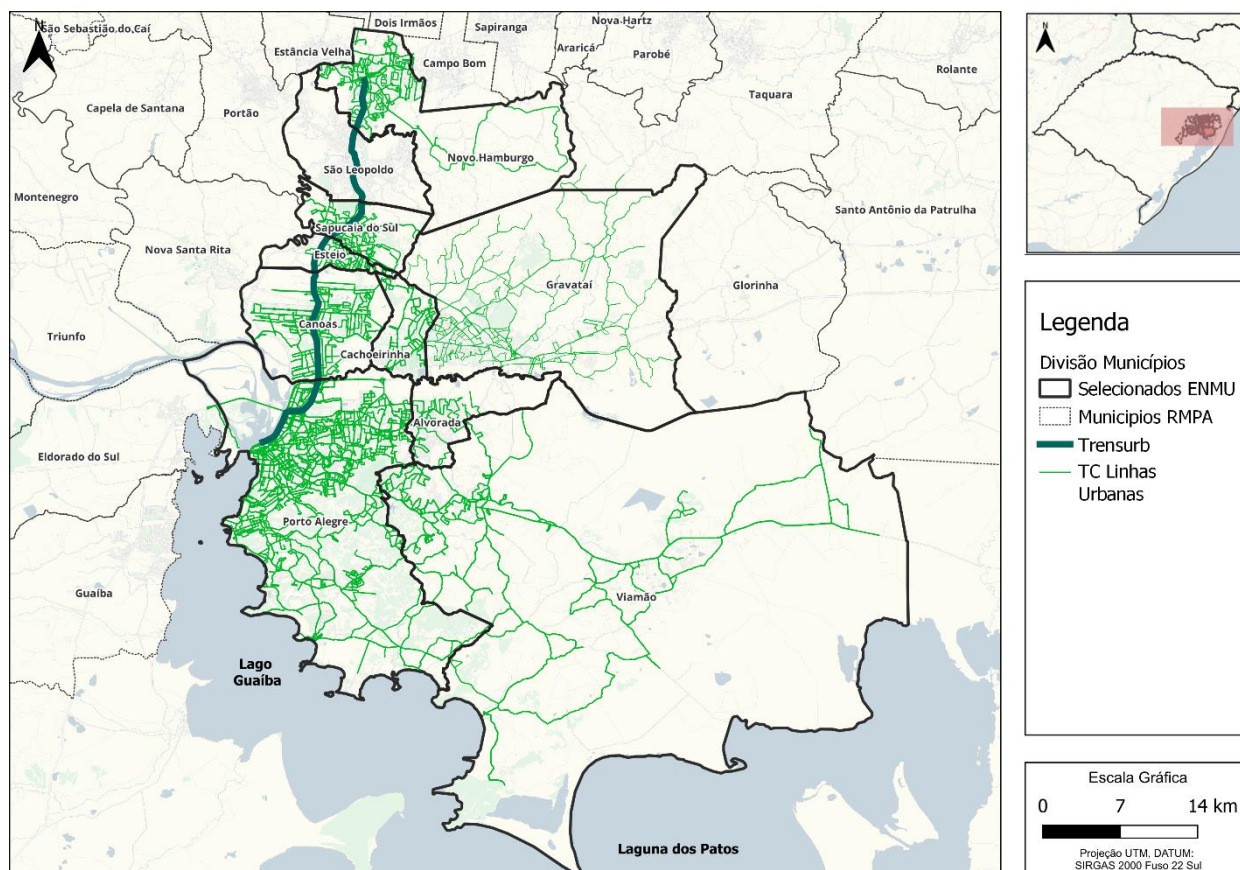 N
São Sebastião do Caí
Dois Irmãos
Sapiranga
Nova Hartz
Estância Velha
Campo Bom
Araricá
Parobé
Rolante
Capela de Santana
Portão
Taquara
Novo Hamburgo
São Leopoldo
Montenegro
Santo Antônio da Patrulha
Sapucaia do Sul
Nova Santa Rita
Esteio
Gravataí
Glorinha
Triunfo
Canoas
Cachoeirinha
Alvorada
Eldorado do Sul
Porto Alegre
Guaíba
Viamão
Lago
Guaíba
Laguna dos Patos
N
Legenda
Divisão Municípios
Selecionados ENMU
Municipios RMPA
Trensurb
TC Linhas
Urbanas
Escala Gráfica
0 7 14 km
Projeção UTM, DATUM:
SIRGAS 2000 Fuso 22 Sul